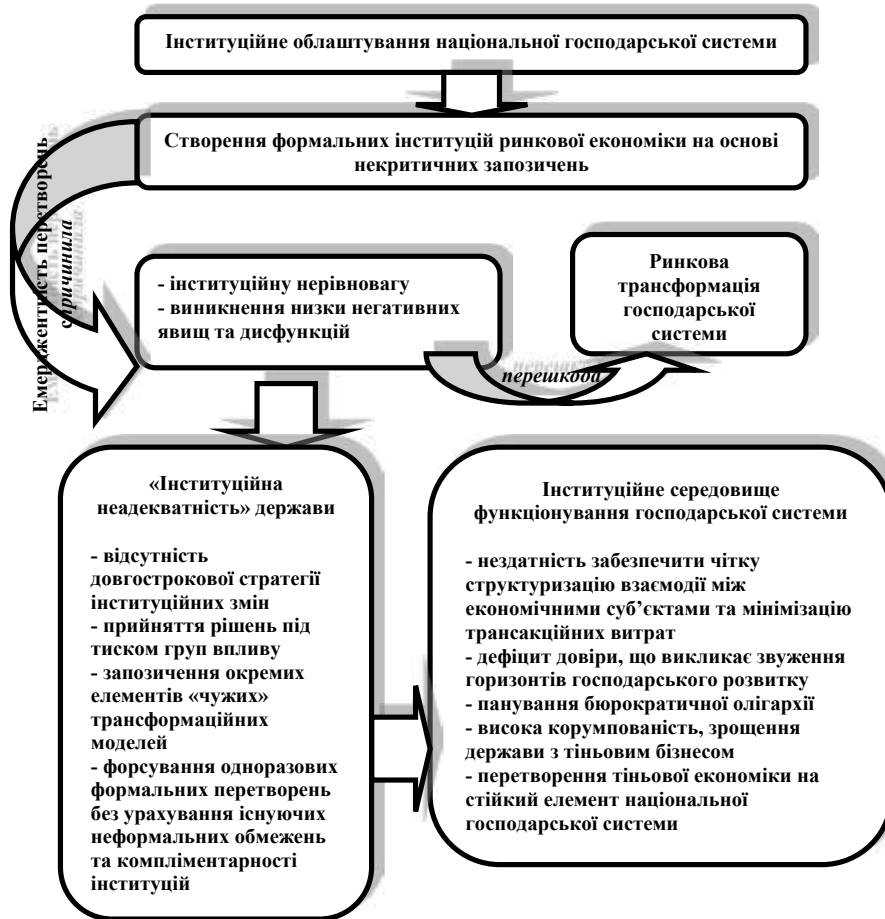 Інституційне облаштування національної господарської системи
Створення формальних інституцій ринкової економіки на основі
некритичних запозичень
Емерджентність перетворень
спричинила
- інституційну нерівновагу
- виникнення низки негативних
явищ та дисфункцій
Ринкова
трансформація
господарської
системи
перешкода
«Інституційна
неадекватність» держави
- відсутність
довгострокової стратегії
інституційних змін
- прийняття рішень під
тиском груп впливу
- запозичення окремих
елементів «чужих»
трансформаційних
моделей
- форсування одноразових
формальних перетворень
без урахування існуючих
неформальних обмежень
та компліментарності
інституцій
Інституційне середовище
функціонування господарської системи
- нездатність забезпечити чітку
структуризацію взаємодії між
економічними суб’єктами та мінімізацію
трансакційних витрат
- дефіцит довіри, що викликає звуження
горизонтів господарського розвитку
- панування бюрократичної олігархії
- висока корумпованість, зрощення
держави з тіньовим бізнесом
- перетворення тіньової економіки на
стійкий елемент національної
господарської системи